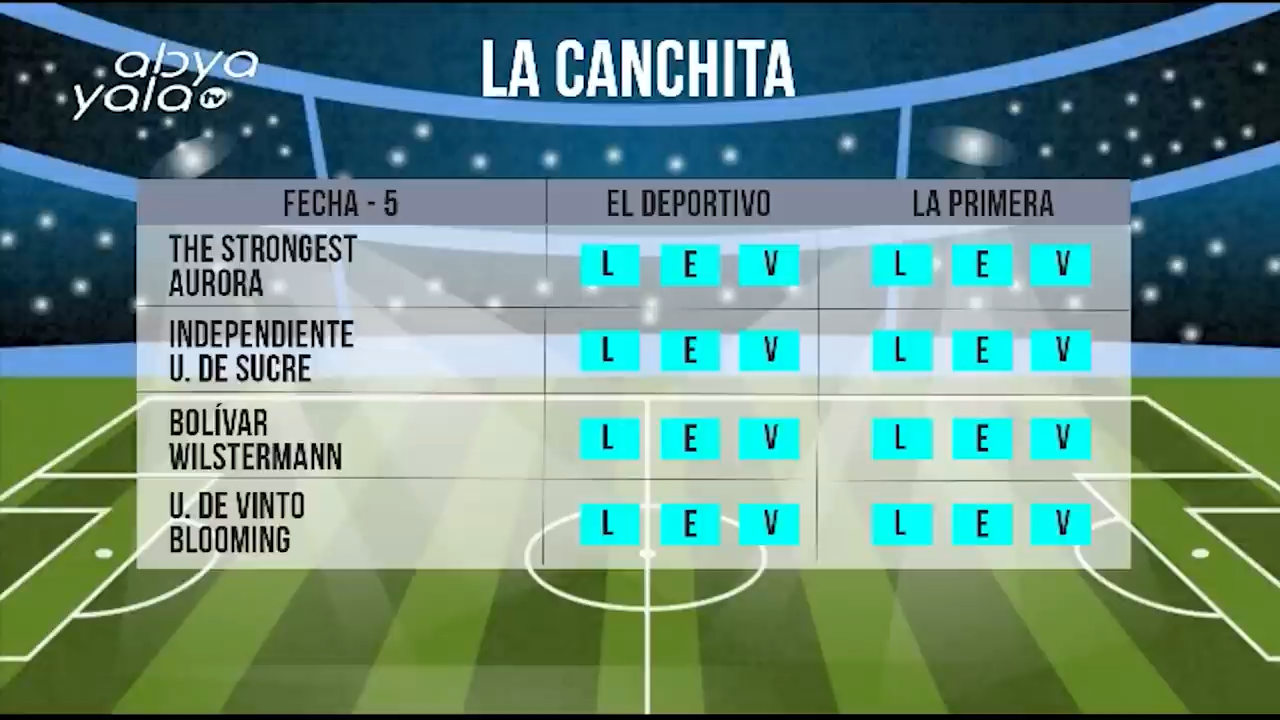 abya
yala tv
LA CANCHITA
FECHA - 5 EL DEPORTIVO LA PRIMERA
THE STRONGEST
AURORA
L E V L E V
INDEPENDIENTE
U. DE SUCRE
L E V L E V
BOLÍVAR
WILSTERMANN
L E V L E V
U. DE VINTO
BLOOMING
L E V L E V